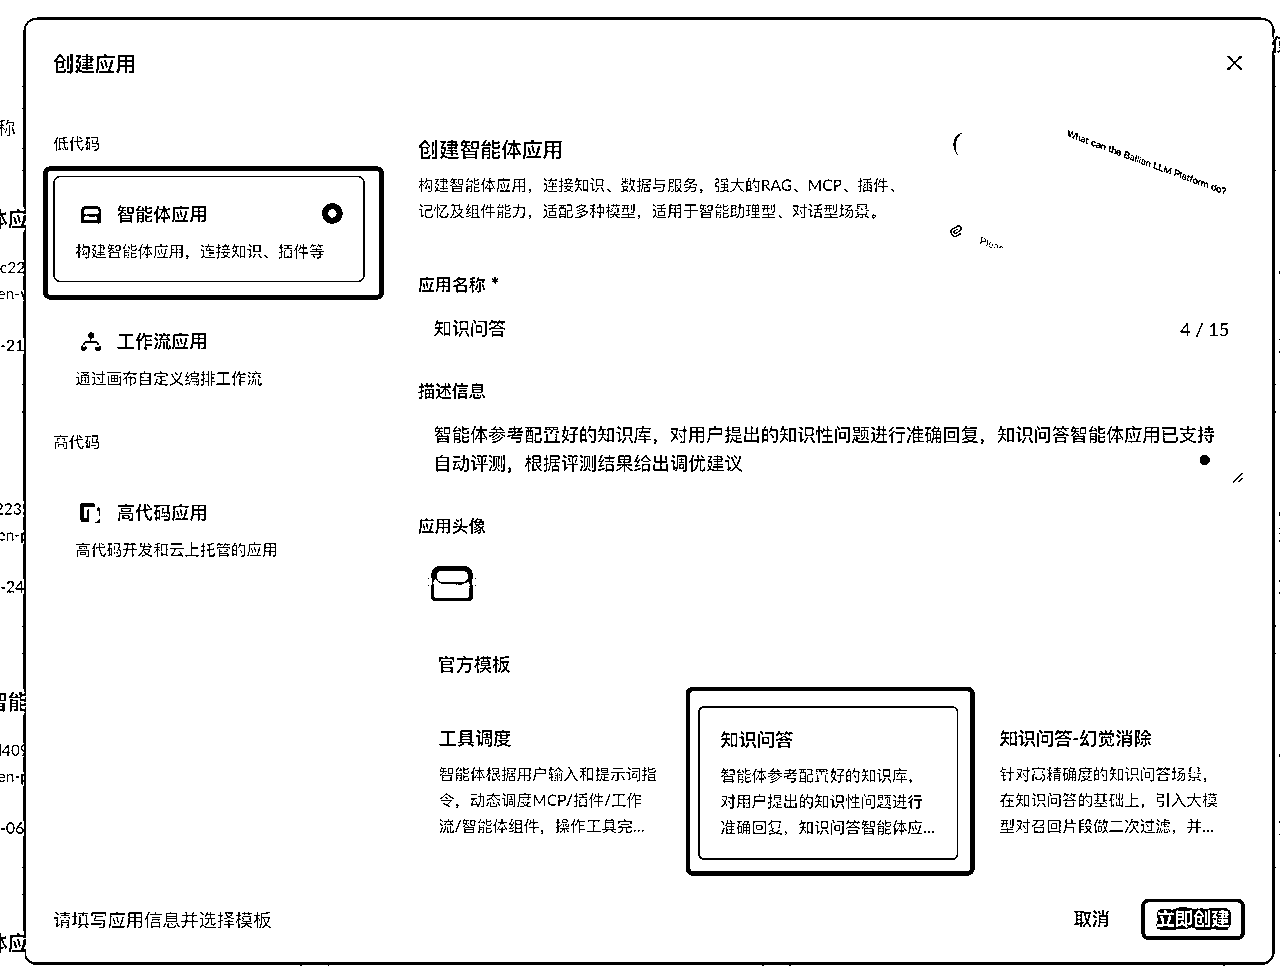 创建应用
低代码
智能体应用
构建智能体应用，连接知识、插件等
工作流应用
通过画布自定义编排工作流
高代码
高代码应用
高代码开发和云上托管的应用
创建智能体应用
构建智能体应用，连接知识、数据与服务，强大的RAG、MCP、插件、
记忆及组件能力，适配多种模型，适用于智能助理型、对话型场景。
What can the Bailian LLM Platform do?
应用名称 *
知识问答
4 / 15
描述信息
智能体参考配置好的知识库，对用户提出的知识性问题进行准确回复，知识问答智能体应用已支持
自动评测，根据评测结果给出调优建议
应用头像
官方模板
工具调度
智能体根据用户输入和提示词指
令，动态调度MCP/插件/工作
流/智能体组件，操作工具完...
知识问答
智能体参考配置好的知识库，
对用户提出的知识性问题进行
准确回复，知识问答智能体应...
知识问答-幻觉消除
针对高精确度的知识问答场景，
在知识问答的基础上，引入大模
型对召回片段做二次过滤，并...
请填写应用信息并选择模板
取消
立即创建